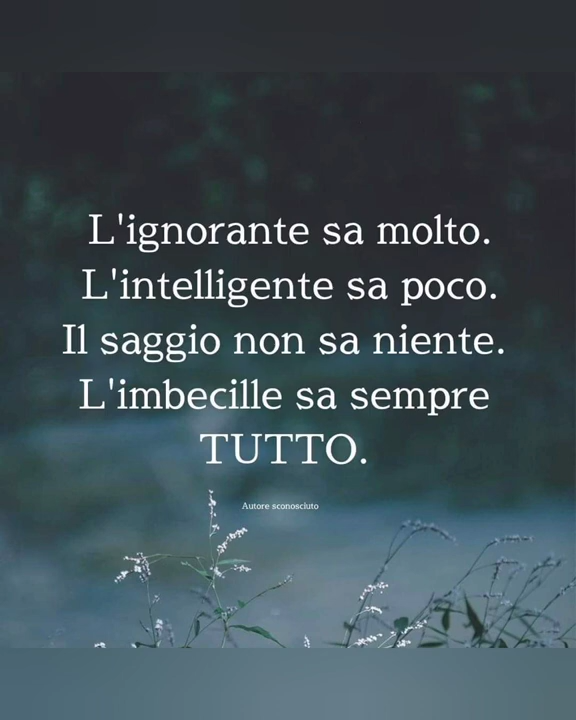 L'ignorante sa molto.
L'intelligente sa poco.
Il saggio non sa niente.
L'imbecille sa sempre
TUTTO.
Autore sconosciuto